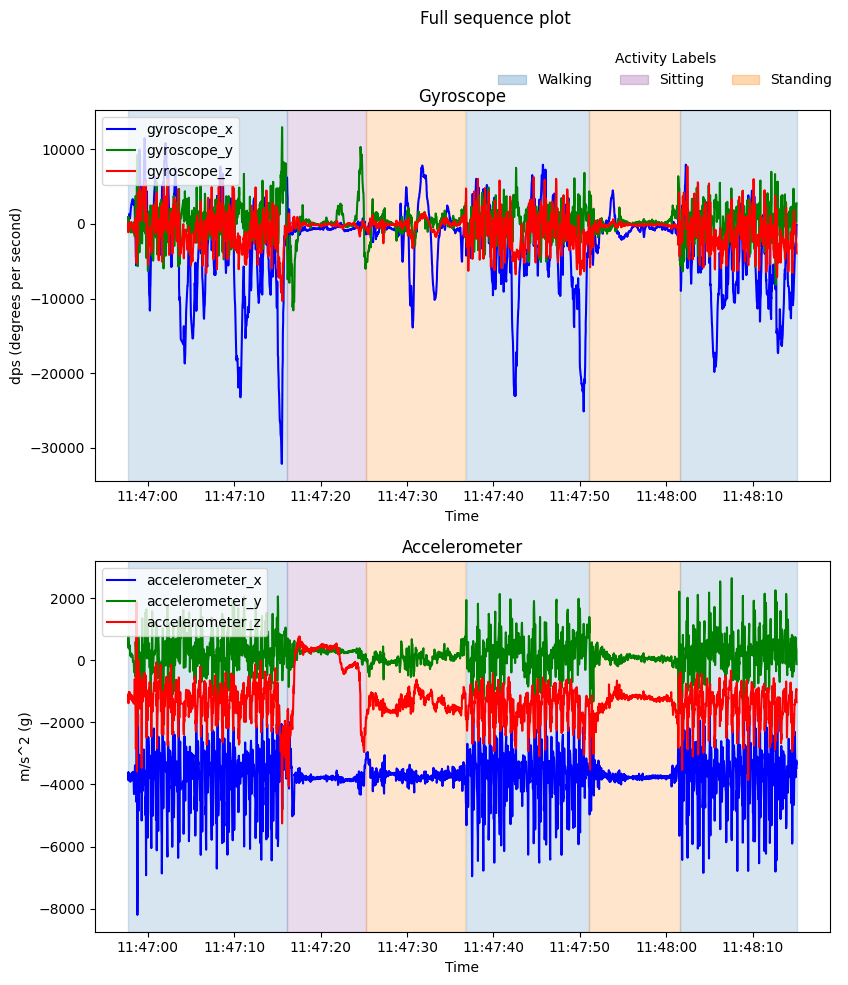 Full sequence plot
Activity Labels
Walking Sitting Standing
Gyroscope
gyroscope_x
gyroscope_y
gyroscope_z
dps (degrees per second)
10000
0
−10000
−20000
−30000
11:47:00 11:47:10 11:47:20 11:47:30 11:47:40 11:47:50 11:48:00 11:48:10
Time
Accelerometer
accelerometer_x
accelerometer_y
accelerometer_z
m/s^2 (g)
2000
0
−2000
−4000
−6000
−8000
11:47:00 11:47:10 11:47:20 11:47:30 11:47:40 11:47:50 11:48:00 11:48:10
Time